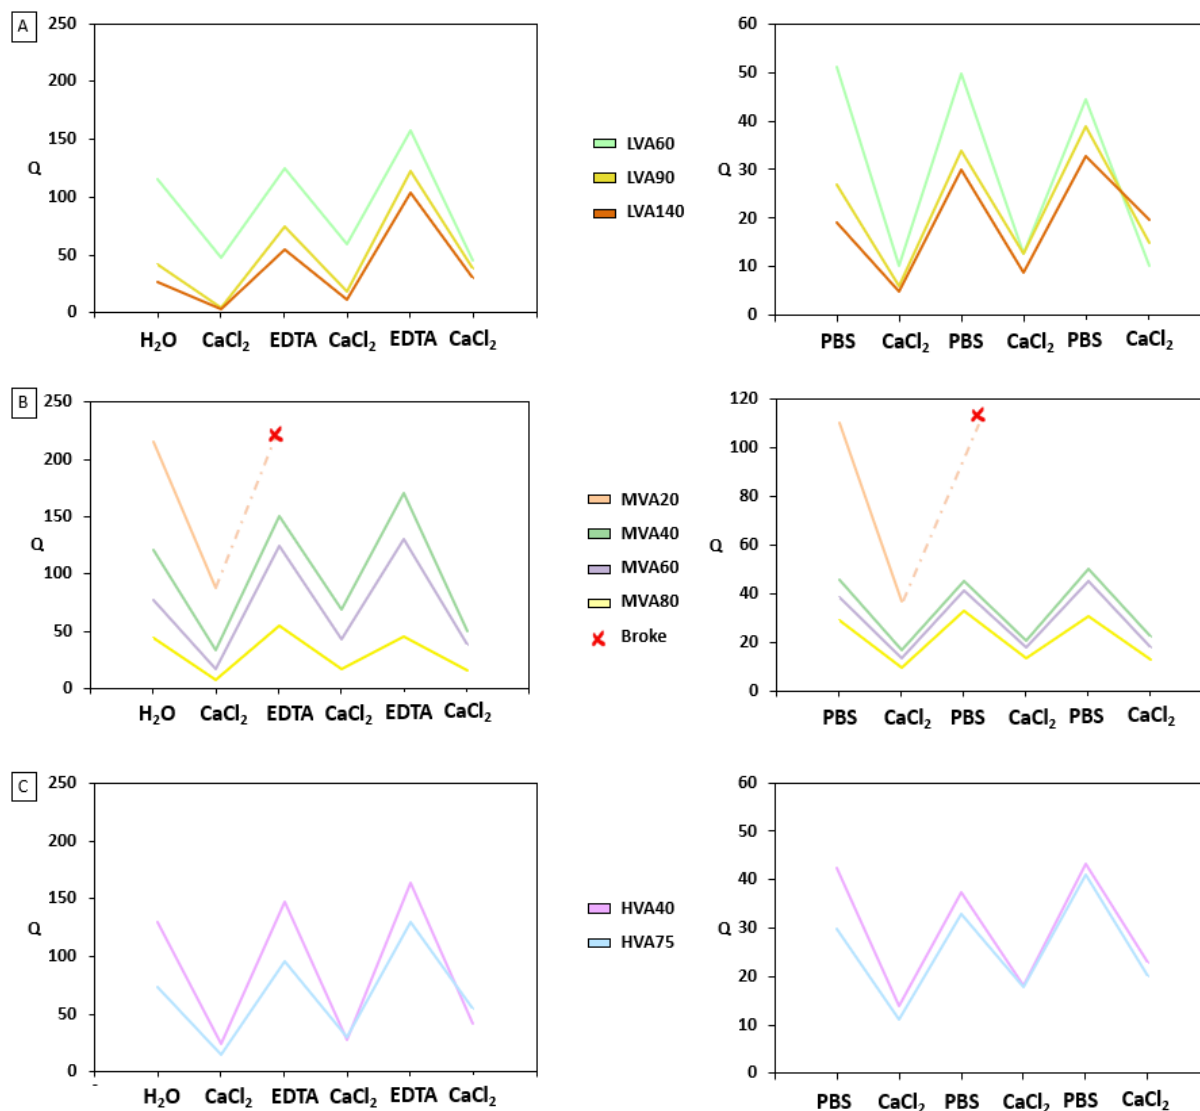 A
250
200
150
100
50
0
Q
H₂O CaCl₂ EDTA CaCl₂ EDTA CaCl₂
LVA60
LVA90
LVA140
60
50
40
30
20
10
0
Q
PBS CaCl₂ PBS CaCl₂ PBS CaCl₂
B
250
200
150
100
50
0
Q
H₂O CaCl₂ EDTA CaCl₂ EDTA CaCl₂
MVA20
MVA40
MVA60
MVA80
Broke
120
100
80
60
40
20
0
Q
PBS CaCl₂ PBS CaCl₂ PBS CaCl₂
C
250
200
150
100
50
0
Q
H₂O CaCl₂ EDTA CaCl₂ EDTA CaCl₂
HVA40
HVA75
60
50
40
30
20
10
0
Q
PBS CaCl₂ PBS CaCl₂ PBS CaCl₂